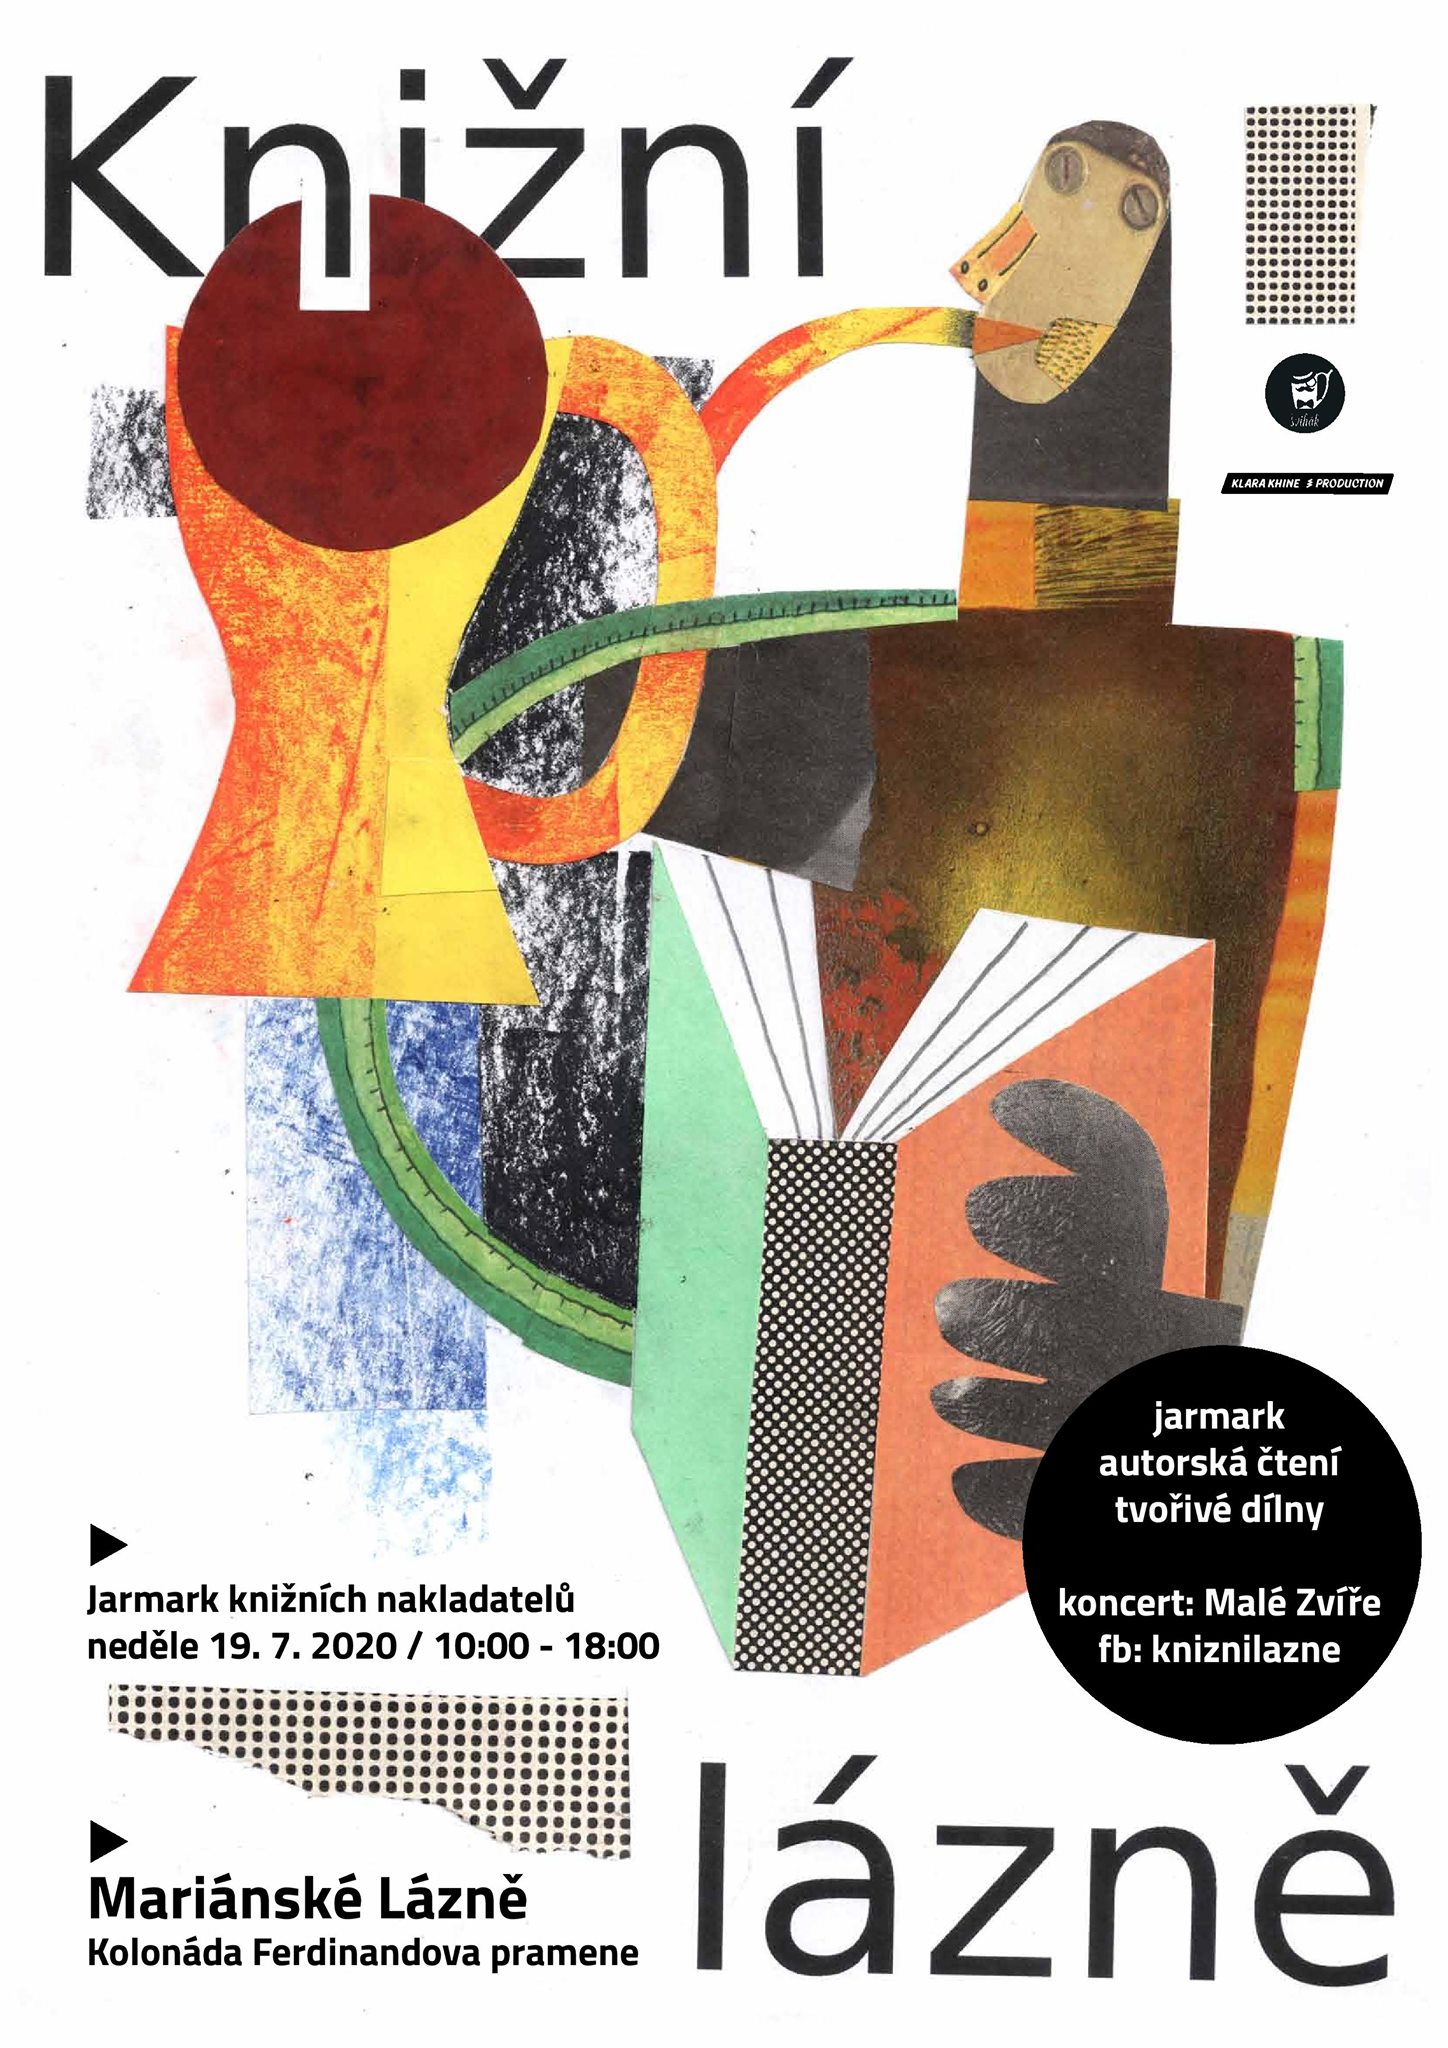 Knižní
švihák
KLARA KHINE PRODUCTION
jarmark
autorská čtení
tvořivé dílny
koncert: Malé Zvíře
fb: kniznilazne
Jarmark knižních nakladatelů
neděle 19. 7. 2020 / 10:00 - 18:00
Mariánské Lázně
Kolonáda Ferdinandova pramene
lázně